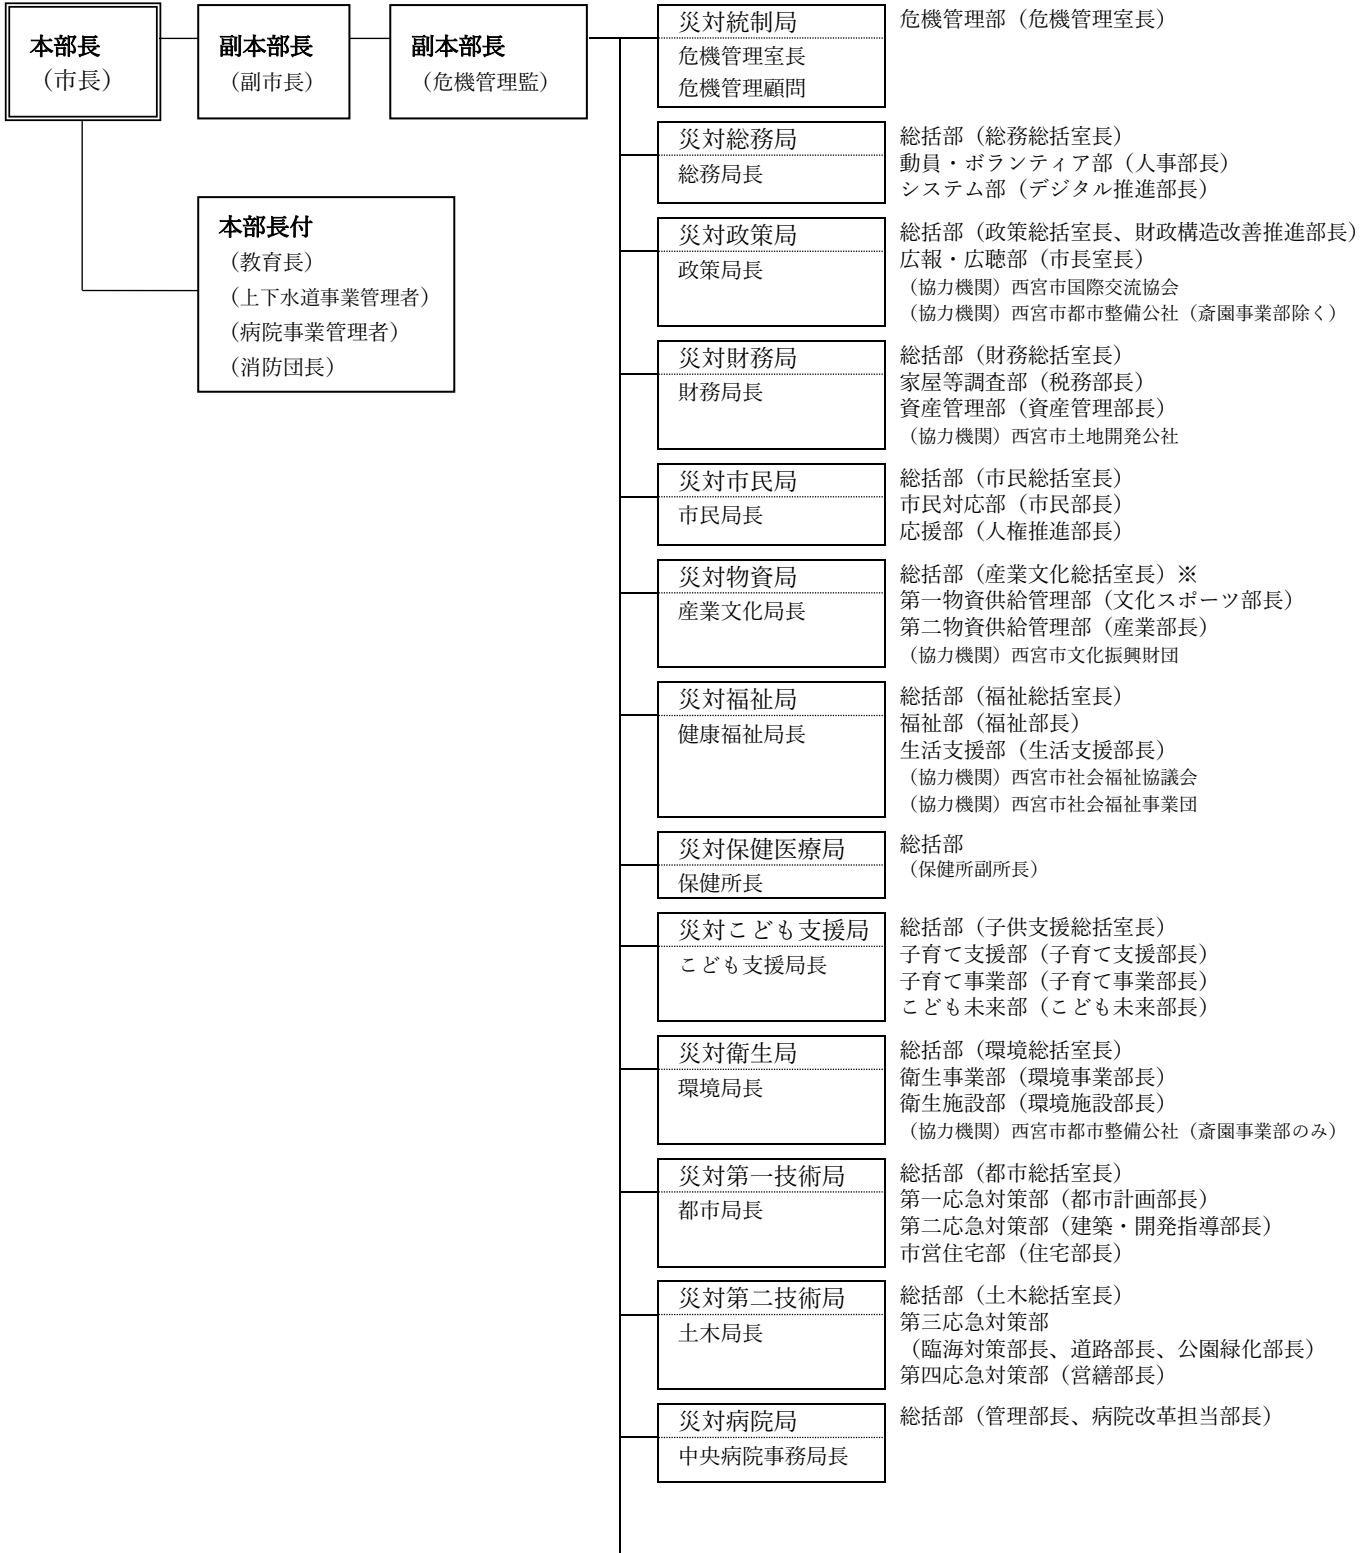 本部長
（市長）
副本部長
（副市長）
副本部長
（危機管理監）
本部長付
（教育長）
（上下水道事業管理者）
（病院事業管理者）
（消防団長）
災対統制局
危機管理室長
危機管理顧問
危機管理部（危機管理室長）
災対総務局
総務局長
総括部（総務総括室長）
動員・ボランティア部（人事部長）
システム部（デジタル推進部長）
災対政策局
政策局長
総括部（政策総括室長、財政構造改善推進部長）
広報・広聴部（市長室長）
（協力機関）西宮市国際交流協会
（協力機関）西宮市都市整備公社（斎園事業部除く）
災対財務局
財務局長
総括部（財務総括室長）
家屋等調査部（税務部長）
資産管理部（資産管理部長）
（協力機関）西宮市土地開発公社
災対市民局
市民局長
総括部（市民総括室長）
市民対応部（市民部長）
応援部（人権推進部長）
災対物資局
産業文化局長
総括部（産業文化総括室長）※
第一物資供給管理部（文化スポーツ部長）
第二物資供給管理部（産業部長）
（協力機関）西宮市文化振興財団
災対福祉局
健康福祉局長
総括部（福祉総括室長）
福祉部（福祉部長）
生活支援部（生活支援部長）
（協力機関）西宮市社会福祉協議会
（協力機関）西宮市社会福祉事業団
災対保健医療局
保健所長
総括部
（保健所副所長）
災対こども支援局
こども支援局長
総括部（子供支援総括室長）
子育て支援部（子育て支援部長）
子育て事業部（子育て事業部長）
こども未来部（こども未来部長）
災対衛生局
環境局長
総括部（環境総括室長）
衛生事業部（環境事業部長）
衛生施設部（環境施設部長）
（協力機関）西宮市都市整備公社（斎園事業部のみ）
災対第一技術局
都市局長
総括部（都市総括室長）
第一応急対策部（都市計画部長）
第二応急対策部（建築・開発指導部長）
市営住宅部（住宅部長）
災対第二技術局
土木局長
総括部（土木総括室長）
第三応急対策部
（臨海対策部長、道路部長、公園緑化部長）
第四応急対策部（営繕部長）
災対病院局
中央病院事務局長
総括部（管理部長、病院改革担当部長）